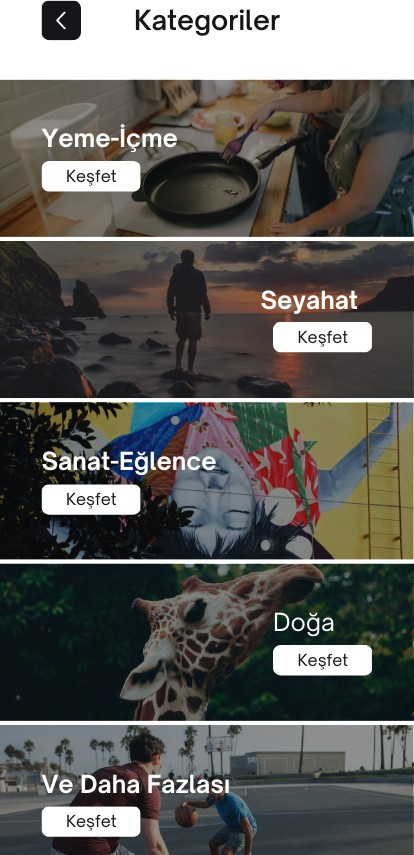 Kategoriler
Yeme-İçme
Keşfet
Seyahat
Keşfet
Sanat-Eğlence
Keşfet
Doğa
Keşfet
Ve Daha Fazlası
Keşfet